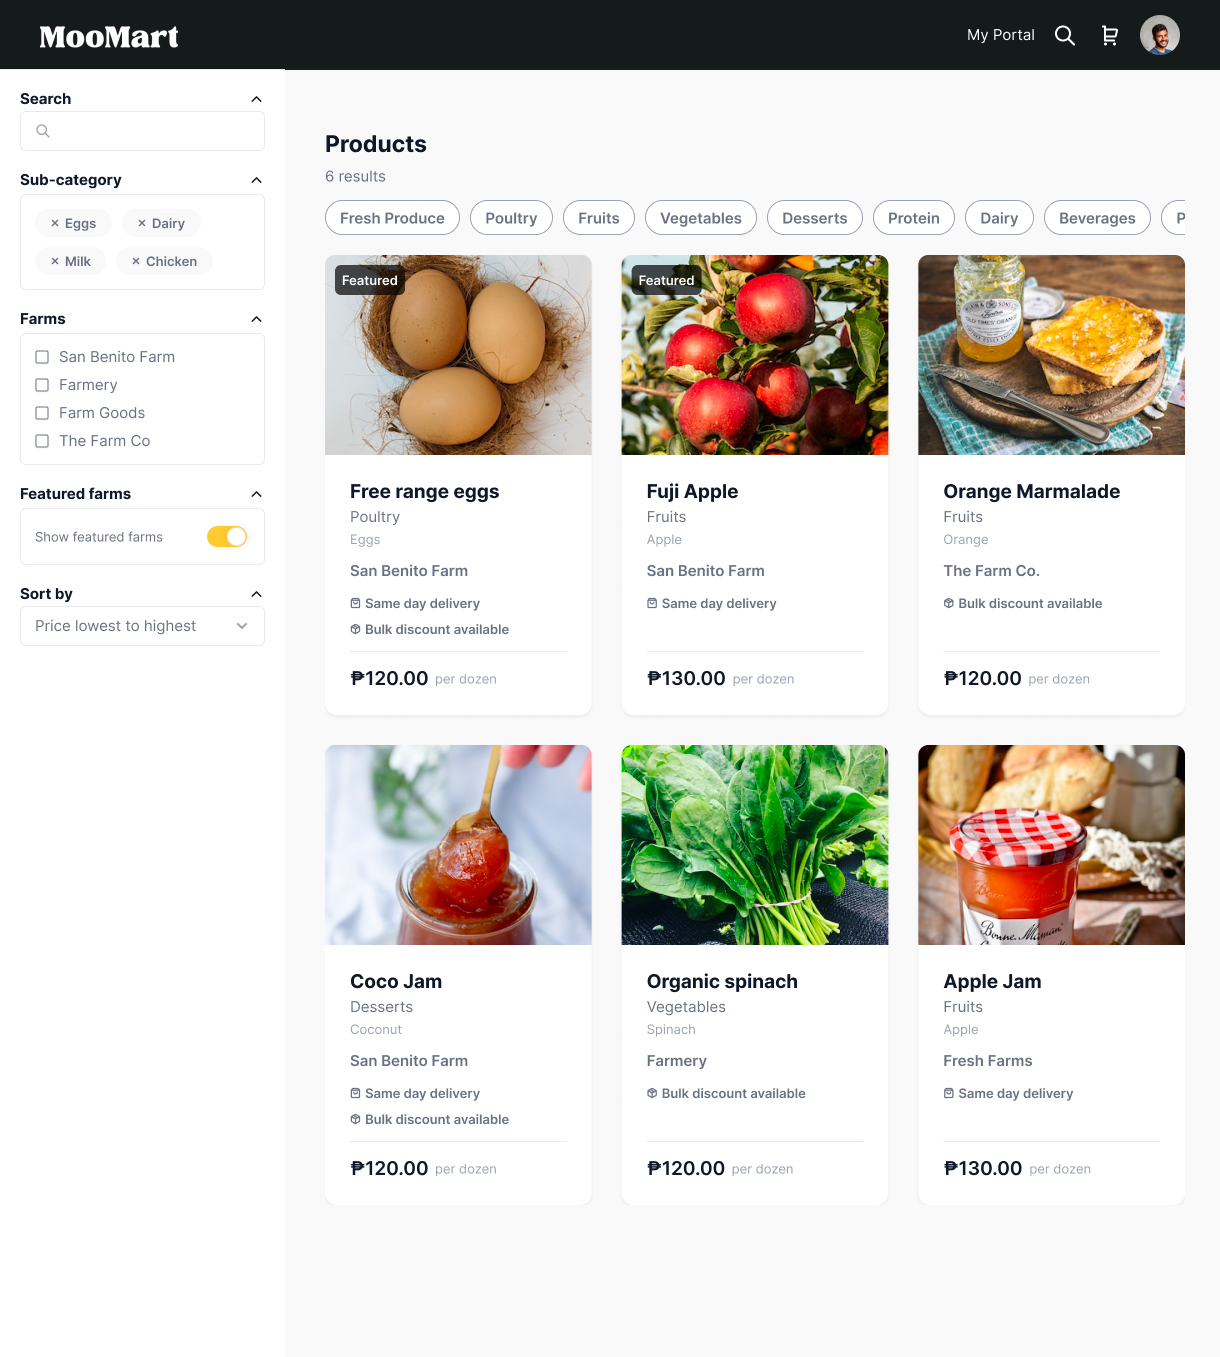 MooMart
My Portal
Search
Sub-category
× Eggs × Dairy
× Milk × Chicken
Farms
San Benito Farm
Farmery
Farm Goods
The Farm Co
Featured farms
Show featured farms
Sort by
Price lowest to highest
Products
6 results
Fresh Produce Poultry Fruits Vegetables Desserts Protein Dairy Beverages P
Featured
Free range eggs
Poultry
Eggs
San Benito Farm
Same day delivery
Bulk discount available
₱120.00 per dozen
Featured
Fuji Apple
Fruits
Apple
San Benito Farm
Same day delivery
₱130.00 per dozen
OLD TIMES' ORANGE
Orange Marmalade
Fruits
Orange
The Farm Co.
Bulk discount available
₱120.00 per dozen
Coco Jam
Desserts
Coconut
San Benito Farm
Same day delivery
Bulk discount available
₱120.00 per dozen
Organic spinach
Vegetables
Spinach
Farmery
Bulk discount available
₱120.00 per dozen
Bonne Maman
Apple Jam
Fruits
Apple
Fresh Farms
Same day delivery
₱130.00 per dozen